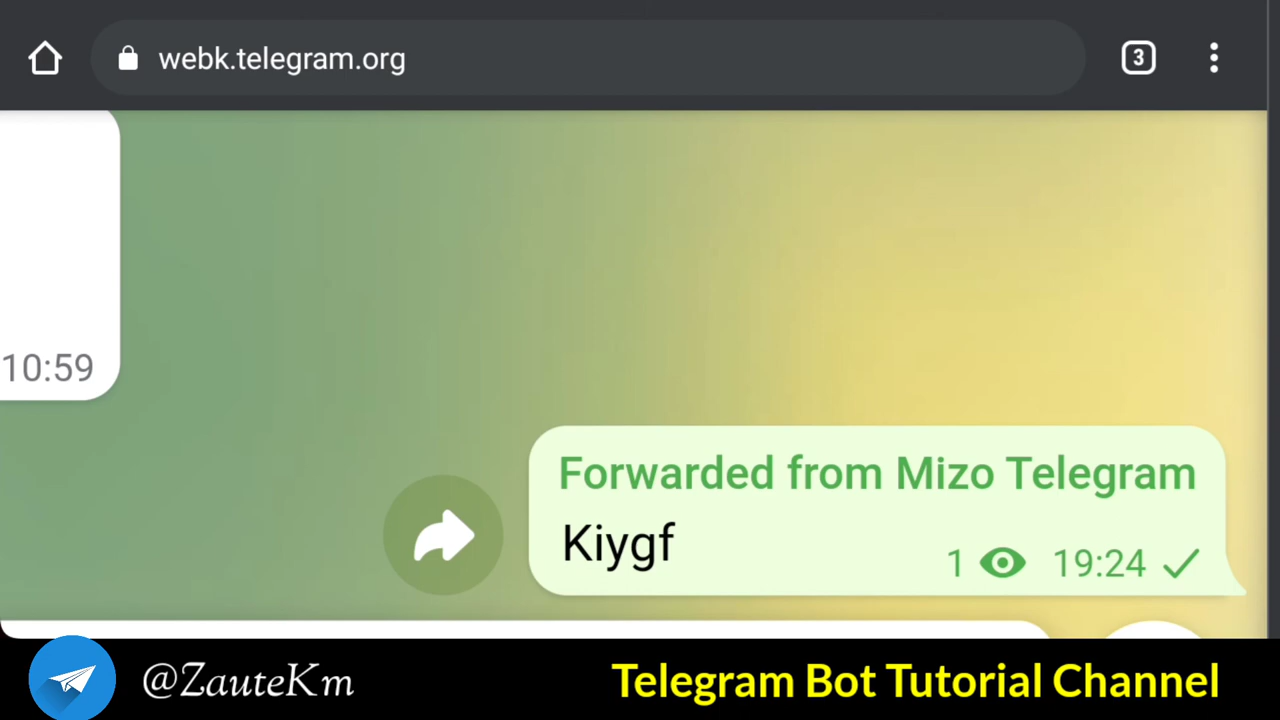 webk.telegram.org
3
10:59
Forwarded from Mizo Telegram
Kiygf
1 19:24
@ZauteKm
Telegram Bot Tutorial Channel